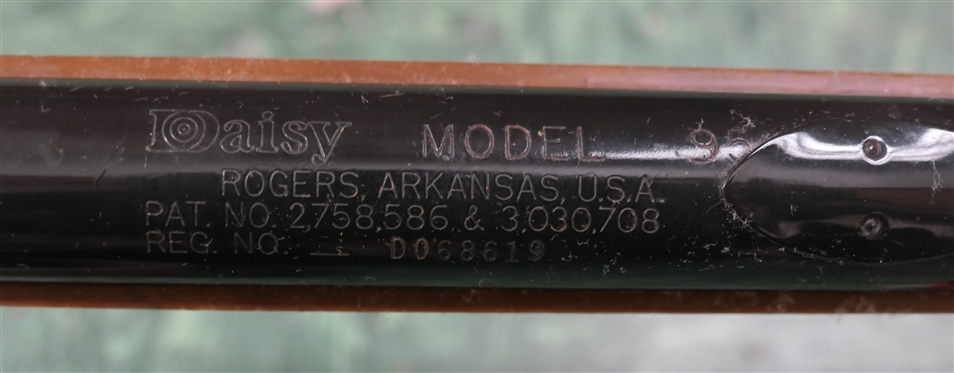 Daisy MODEL 95
ROGERS, ARKANSAS, U.S.A.
PAT. NO. 2,758,586, & 3,030,708
REG. NO. D068619